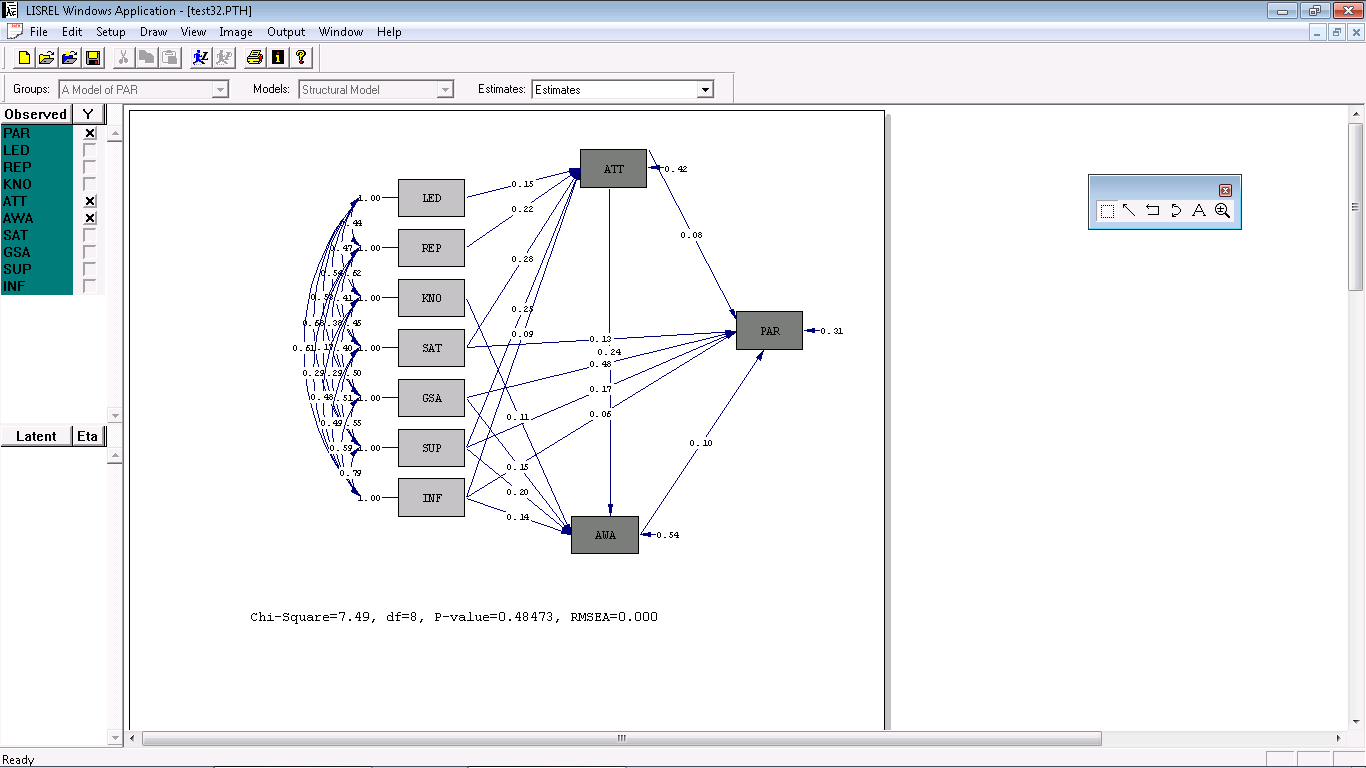 LISREL Windows Application - [test32.PTH]
File Edit Setup Draw View Image Output Window Help
Groups: A Model of PAR Models: Structural Model Estimates: Estimates
Observed Y
PAR
LED
REP
KNO
ATT
AWA
SAT
GSA
SUP
INF
Latent Eta
ATT
0.42
LED
1.00
0.15
REP
1.00
0.22
0.08
KNO
1.00
0.28
SAT
1.00
0.25
0.09
PAR
0.31
GSA
1.00
0.13
0.24
0.48
0.17
0.06
SUP
1.00
0.11
0.10
INF
1.00
0.15
0.20
0.14
0.79
AWA
0.54
Chi-Square=7.49, df=8, P-value=0.48473, RMSEA=0.000
Ready